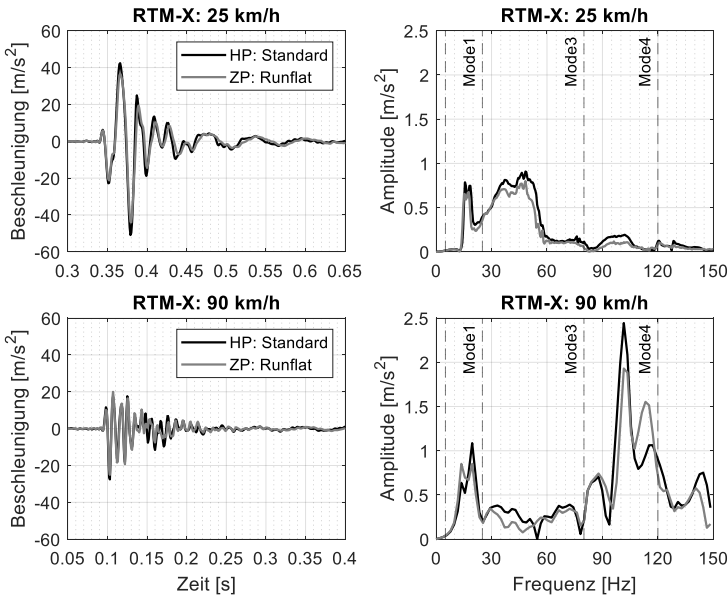 RTM-X: 25 km/h
Beschleunigung [m/s²]
60
40
20
0
-20
-40
-60
0.3 0.35 0.4 0.45 0.5 0.55 0.6 0.65
HP: Standard
ZP: Runflat
RTM-X: 25 km/h
Amplitude [m/s²]
2.5
2
1.5
1
0.5
0
0 30 60 90 120 150
Mode1
Mode3
Mode4
RTM-X: 90 km/h
Beschleunigung [m/s²]
60
40
20
0
-20
-40
-60
0.05 0.1 0.15 0.2 0.25 0.3 0.35 0.4
Zeit [s]
HP: Standard
ZP: Runflat
RTM-X: 90 km/h
Amplitude [m/s²]
2.5
2
1.5
1
0.5
0
0 30 60 90 120 150
Frequenz [Hz]
Mode1
Mode3
Mode4